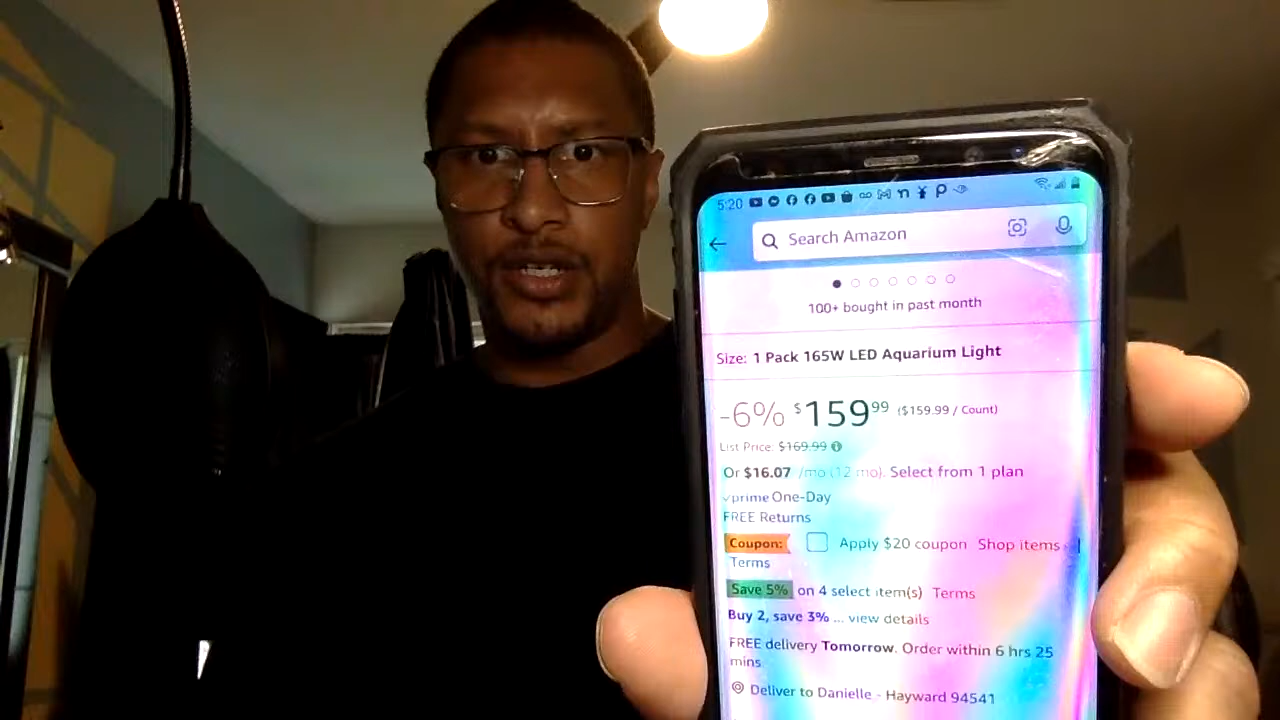 5:20
Search Amazon
100+ bought in past month
Size: 1 Pack 165W LED Aquarium Light
-6% $159.99 ($159.99 / Count)
List Price: $169.99
Or $16.07 /mo (12 mo). Select from 1 plan
prime One-Day
FREE Returns
Coupon: Apply $20 coupon Shop items |
Terms
Save 5% on 4 select item(s) Terms
Buy 2, save 3% ... view details
FREE delivery Tomorrow. Order within 6 hrs 25
mins
Deliver to Danielle - Hayward 94541